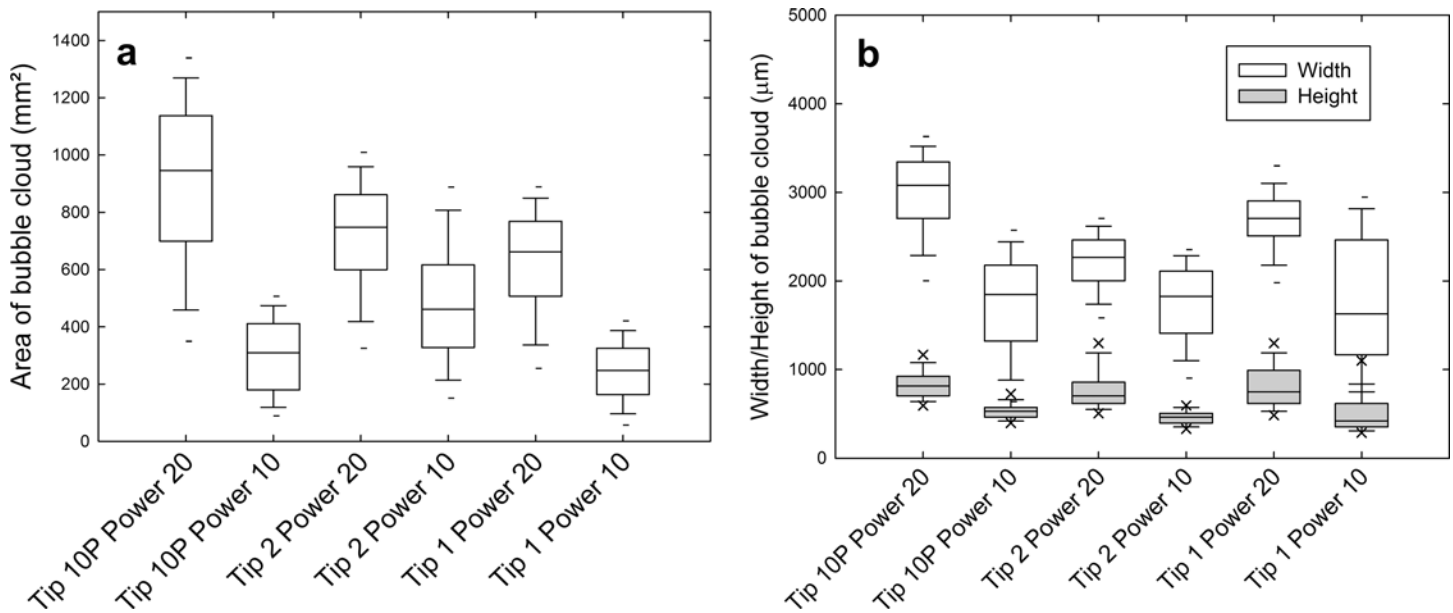 a
Area of bubble cloud (mm²)
1400
1200
1000
800
600
400
200
0
Tip 10P Power 20
Tip 10P Power 10
Tip 2 Power 20
Tip 2 Power 10
Tip 1 Power 20
Tip 1 Power 10
b
Width/Height of bubble cloud (μm)
5000
4000
3000
2000
1000
0
Width
Height
Tip 10P Power 20
Tip 10P Power 10
Tip 2 Power 20
Tip 2 Power 10
Tip 1 Power 20
Tip 1 Power 10